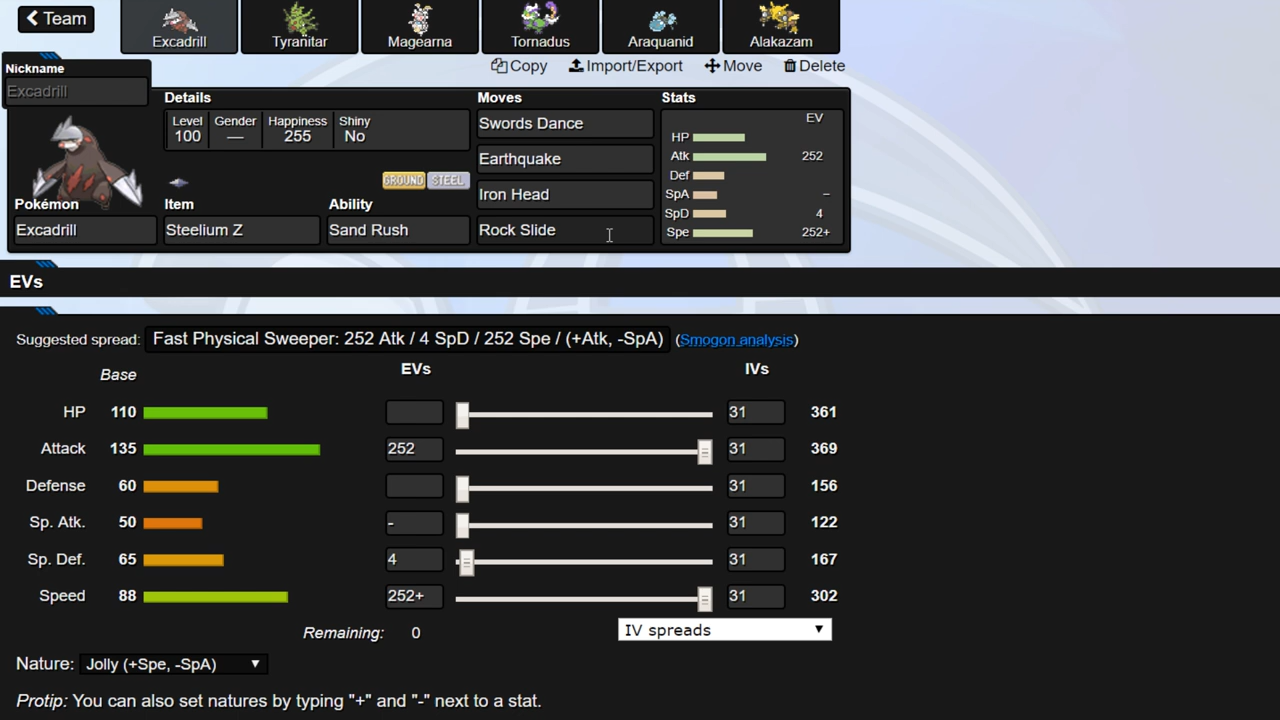 Team
Excadrill
Tyranitar
Magearna
Tornadus
Araquanid
Alakazam
Copy Import/Export Move Delete
Nickname
Excadrill
Details
Level Gender Happiness Shiny
100 — 255 No
GROUND STEEL
Pokémon Item Ability
Excadrill Steelium Z Sand Rush
Moves
Swords Dance
Earthquake
Iron Head
Rock Slide
Stats
EV
HP
Atk 252
Def
SpA –
SpD 4
Spe 252+
EVs
Suggested spread: Fast Physical Sweeper: 252 Atk / 4 SpD / 252 Spe / (+Atk, -SpA) (Smogon analysis)
Base EVs IVs
HP 110 31 361
Attack 135 252 31 369
Defense 60 31 156
Sp. Atk. 50 - 31 122
Sp. Def. 65 4 31 167
Speed 88 252+ 31 302
Remaining: 0 IV spreads
Nature: Jolly (+Spe, -SpA)
Protip: You can also set natures by typing "+" and "-" next to a stat.